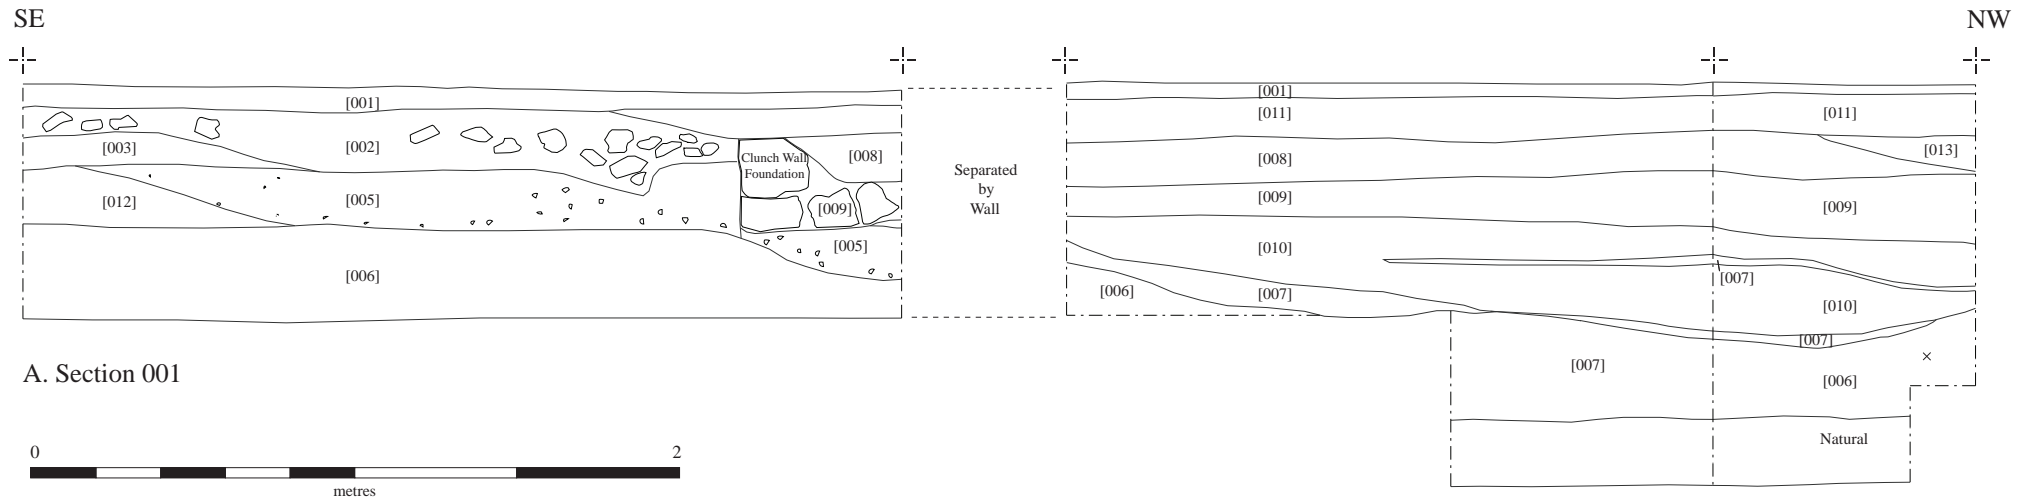 SE
NW
[001]
[003]
[002]
[012]
[005]
[006]
Clunch Wall
Foundation
[008]
[009]
[005]
Separated
by
Wall
[001]
[011]
[011]
[008]
[013]
[009]
[009]
[010]
[006]
[007]
[007]
[010]
[007]
[007]
[006]
Natural
A. Section 001
0
2
metres